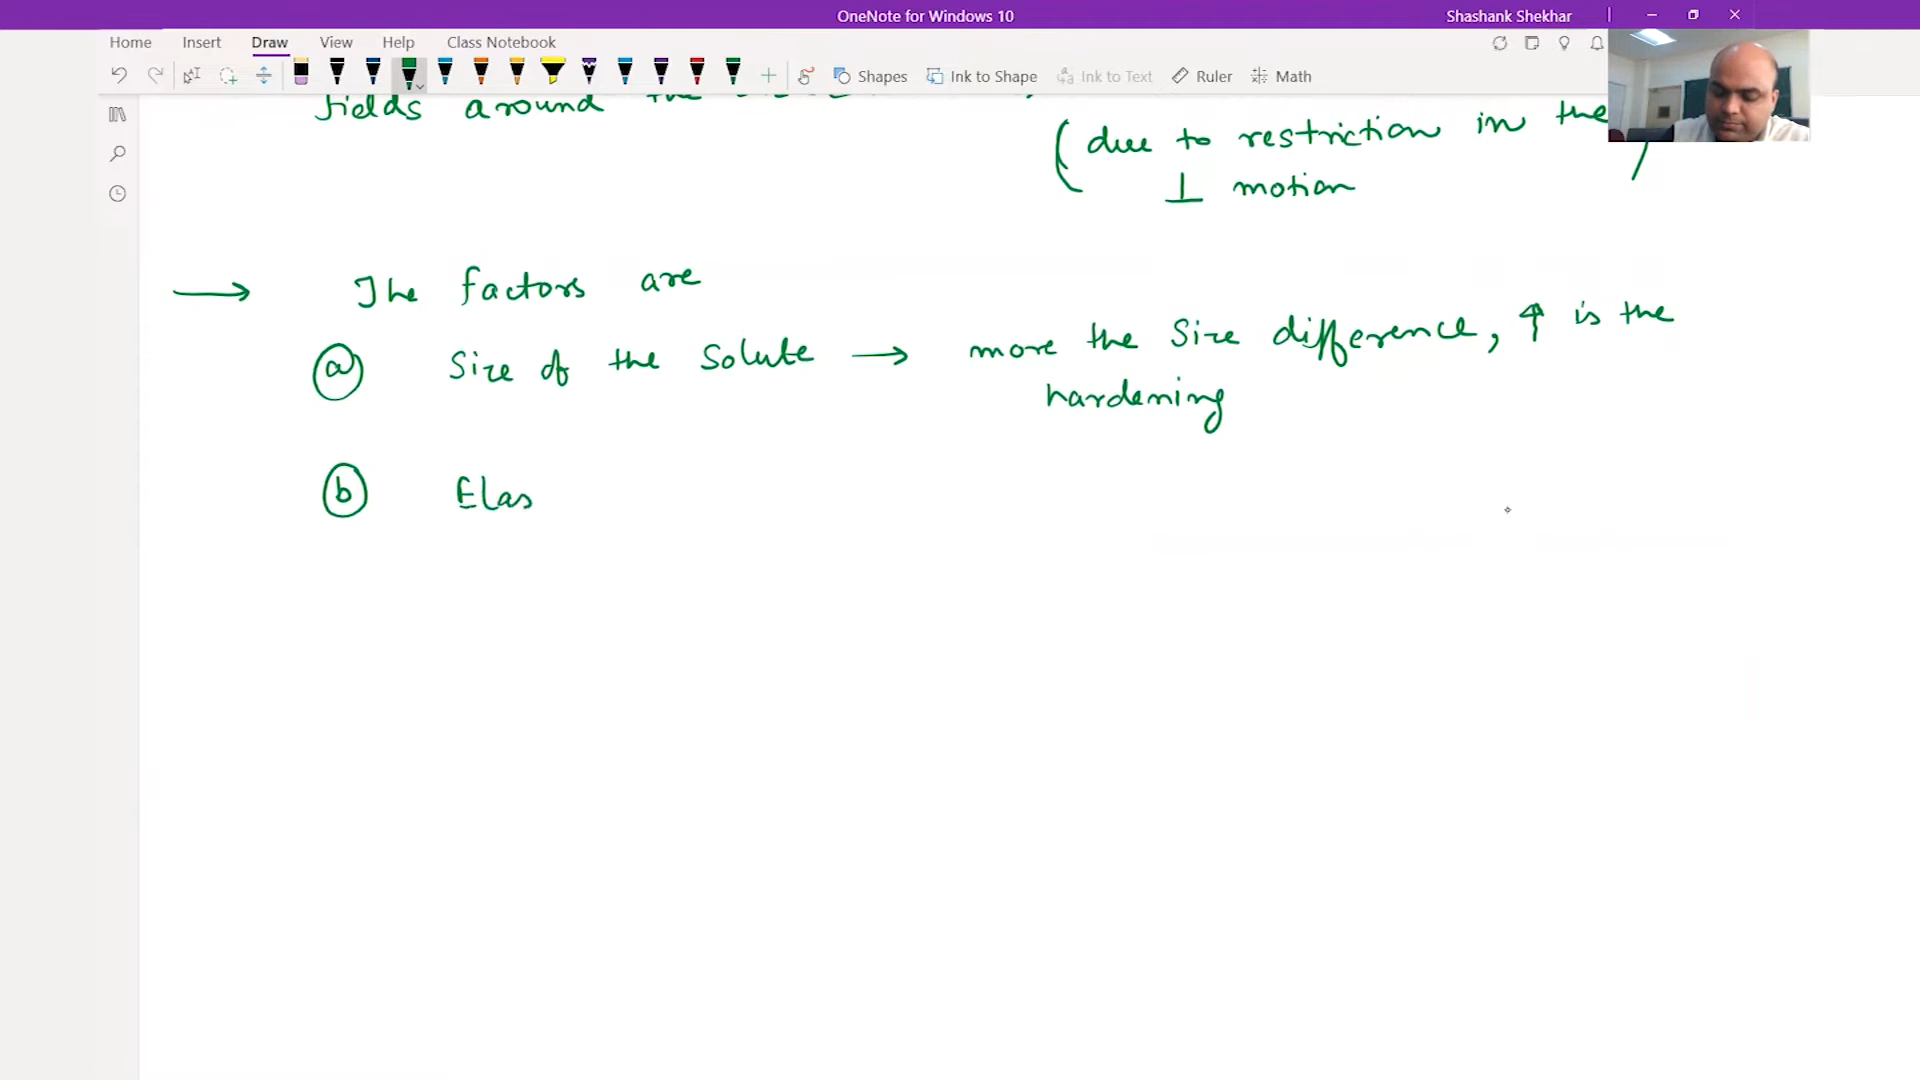 OneNote for Windows 10
Shashank Shekhar
Home Insert Draw View Help Class Notebook
Shapes Ink to Shape Ink to Text Ruler Math
fields around the
(due to restriction in the
⊥ motion )
→ The factors are
ⓐ Size of the Solute → more the Size difference, ↑ is the
hardening
ⓑ Elas